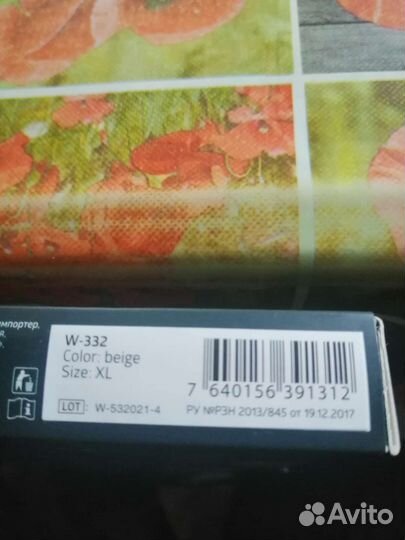 импортер.
W-332
Color: beige
Size: XL
7 640156 391312
LOT: W-532021-4
РУ №РЗН 2013/845 от 19.12.2017
Avito